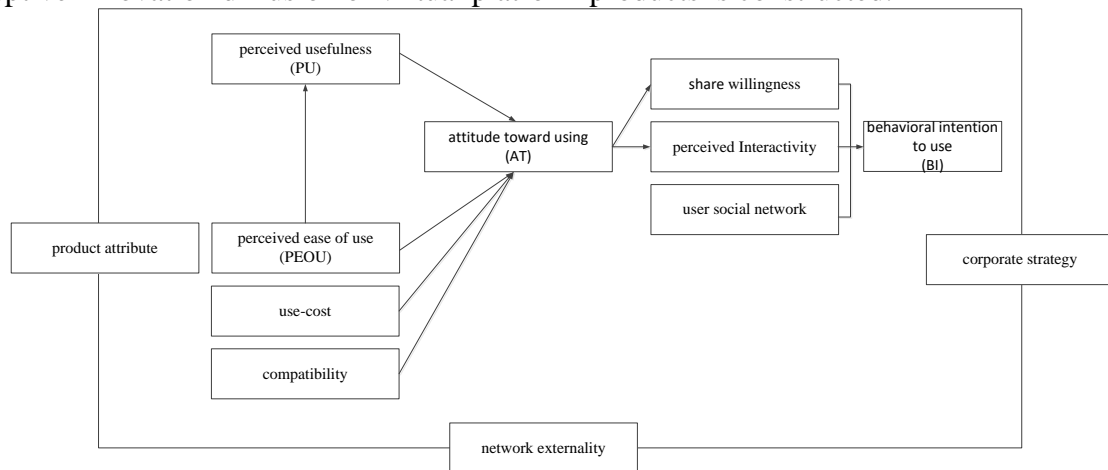 perceived usefulness
(PU)
share willingness
attitude toward using
(AT)
perceived Interactivity
behavioral intention
to use
(BI)
user social network
product attribute
perceived ease of use
(PEOU)
corporate strategy
use-cost
compatibility
network externality